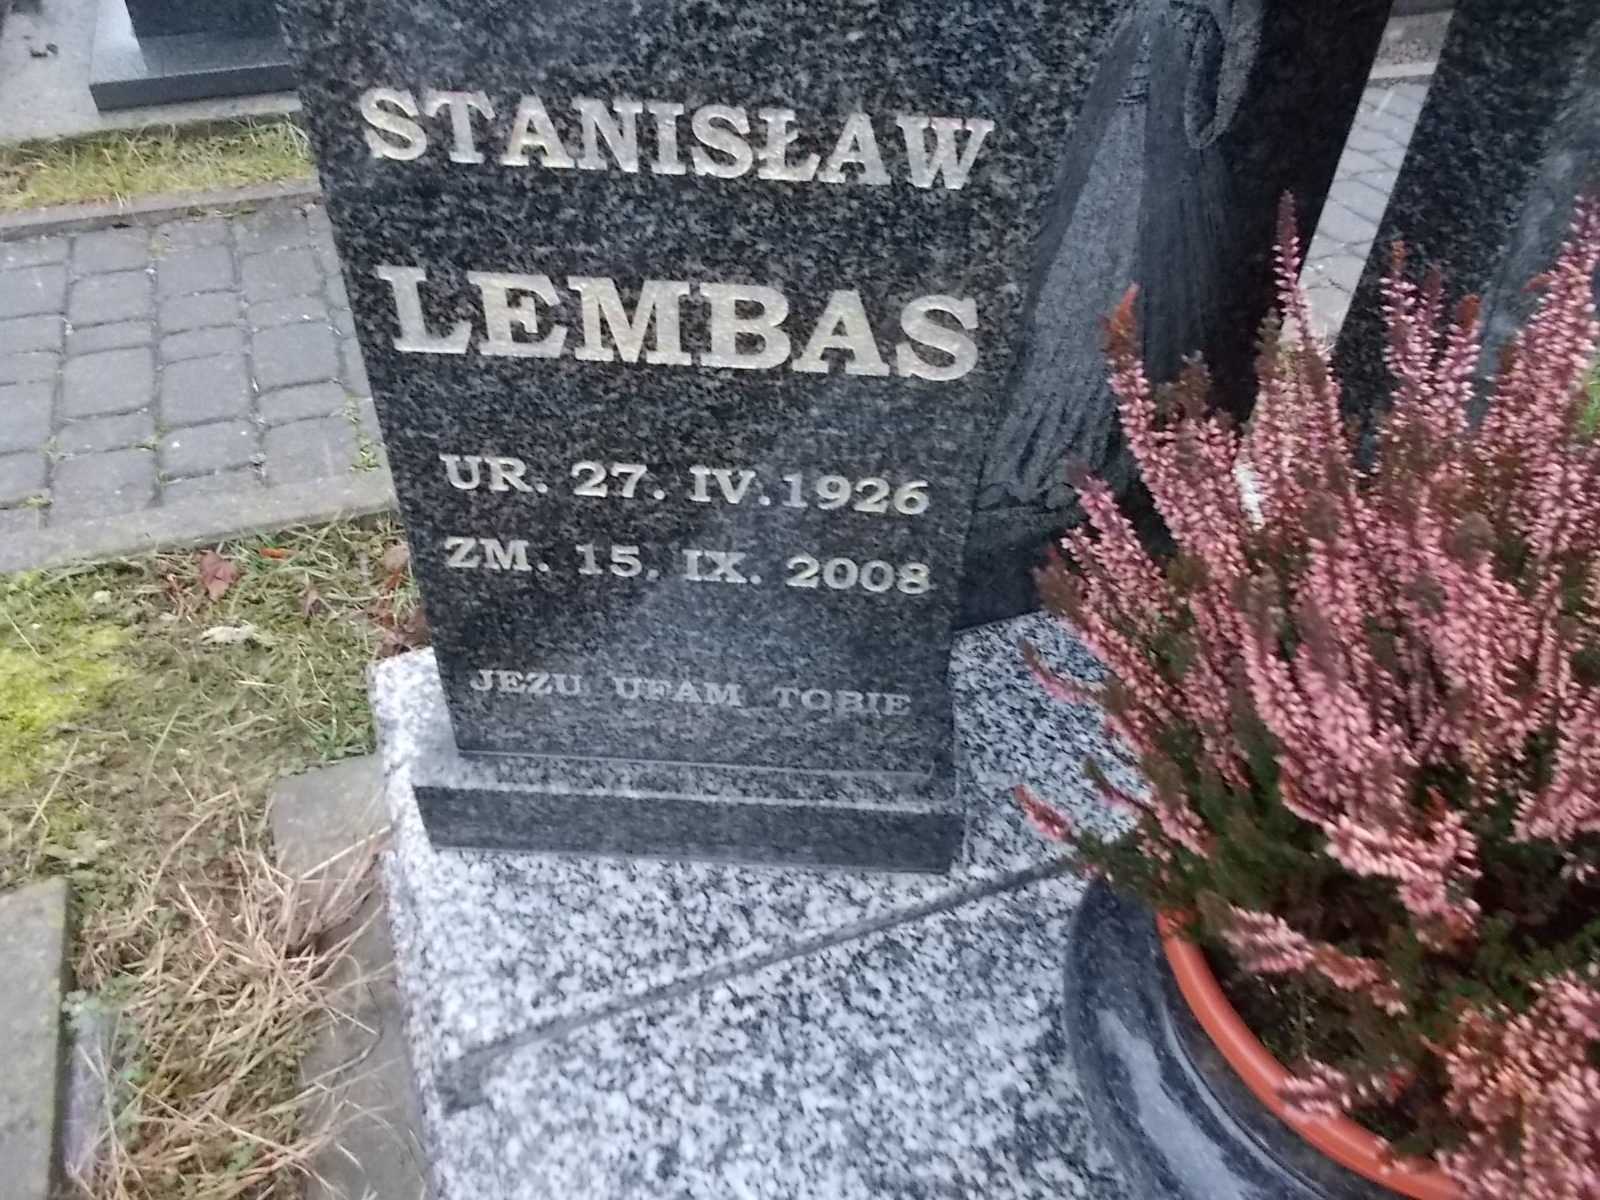 STANISŁAW
LEMBAS
UR. 27. IV. 1926
ZM. 15. IX. 2008
JEZU UFAM TOBIE